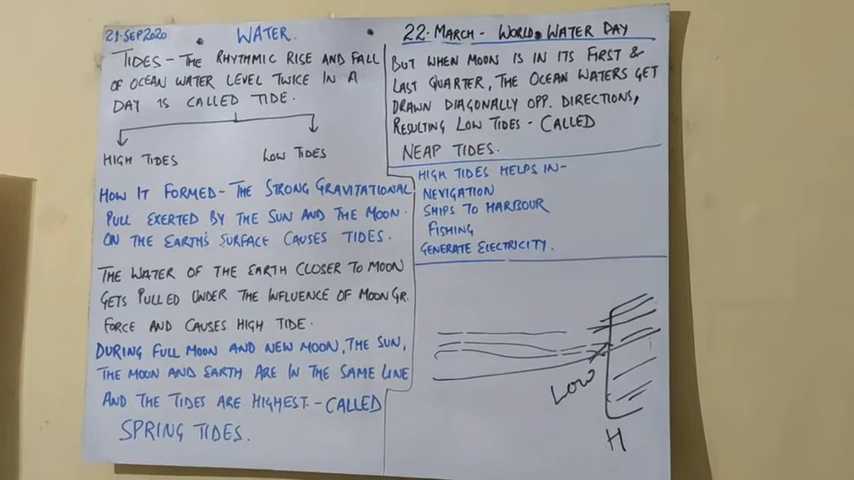 21-SEP2020
WATER.
TIDES - THE RHYTHMIC RISE AND FALL
OF OCEAN WATER LEVEL TWICE IN A
DAY IS CALLED TIDE.
HIGH TIDES
LOW TIDES
HOW IT FORMED - THE STRONG GRAVITATIONAL
PULL EXERTED BY THE SUN AND THE MOON.
ON THE EARTH'S SURFACE CAUSES TIDES.
THE WATER OF THE EARTH CLOSER TO MOON
GETS PULLED UNDER THE INFLUENCE OF MOON GR.
FORCE AND CAUSES HIGH TIDE.
DURING FULL MOON AND NEW MOON, THE SUN,
THE MOON AND EARTH ARE IN THE SAME LINE
AND THE TIDES ARE HIGHEST. - CALLED
SPRING TIDES.
22-MARCH - WORLD WATER DAY
BUT WHEN MOON IS IN ITS FIRST &
LAST QUARTER, THE OCEAN WATERS GET
DRAWN DIAGONALLY OPP. DIRECTIONS,
RESULTING LOW TIDES - CALLED
NEAP TIDES.
HIGH TIDES HELPS IN-
NEVIGATION
SHIPS TO HARBOUR
FISHING
GENERATE ELECTRICITY.
LOW
H